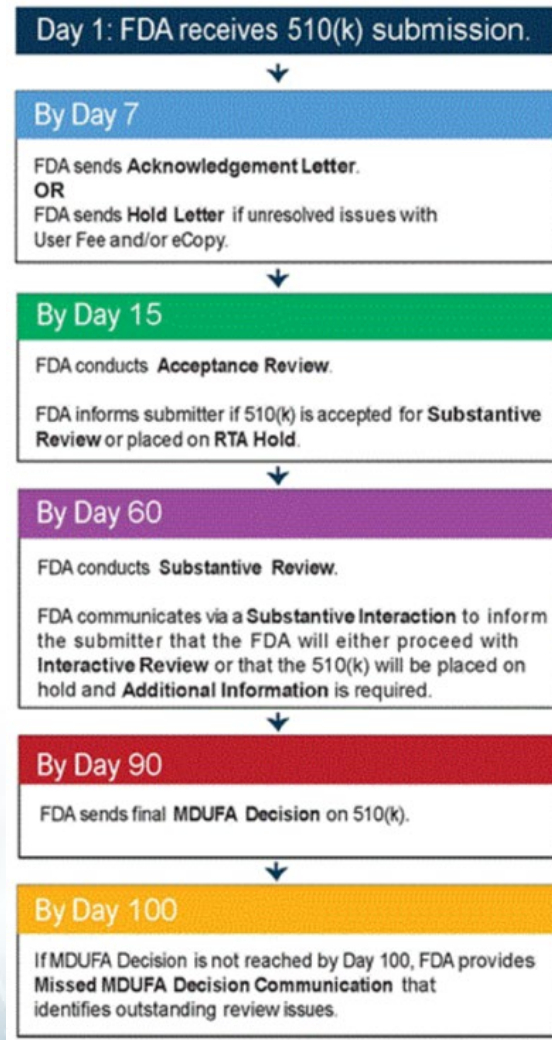 Day 1: FDA receives 510(k) submission.
By Day 7
FDA sends Acknowledgement Letter.
OR
FDA sends Hold Letter if unresolved issues with
User Fee and/or eCopy.
By Day 15
FDA conducts Acceptance Review.
FDA informs submitter if 510(k) is accepted for Substantive
Review or placed on RTA Hold.
By Day 60
FDA conducts Substantive Review.
FDA communicates via a Substantive Interaction to inform
the submitter that the FDA will either proceed with
Interactive Review or that the 510(k) will be placed on
hold and Additional Information is required.
By Day 90
FDA sends final MDUFA Decision on 510(k).
By Day 100
If MDUFA Decision is not reached by Day 100, FDA provides
Missed MDUFA Decision Communication that
identifies outstanding review issues.